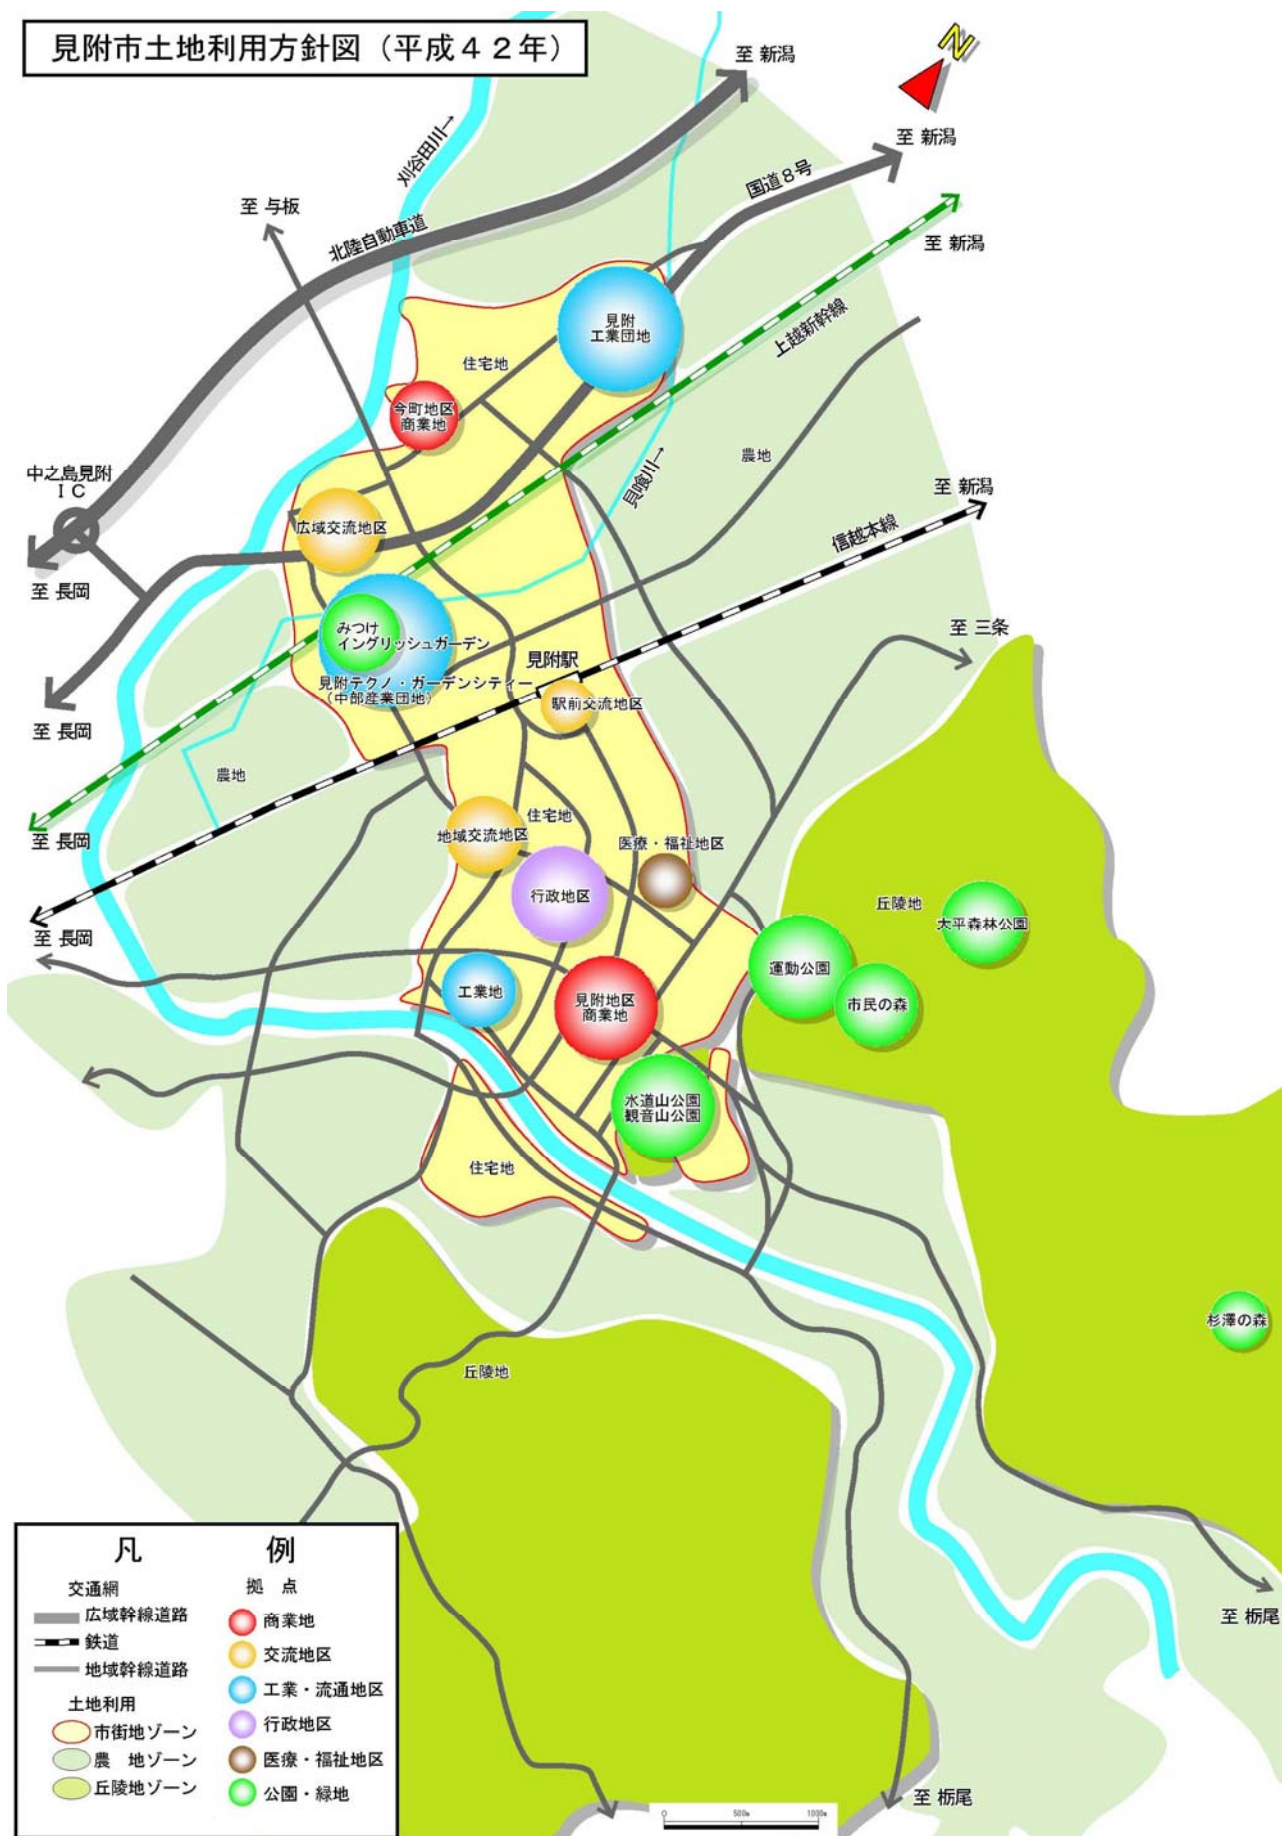 見附市土地利用方針図（平成４２年）
N
至 新潟
至 新潟
国道８号
刈谷田川→
至 与板
北陸自動車道
至 新潟
見附
工業団地
上越新幹線
住宅地
今町地区
商業地
農地
貝喰川→
中之島見附
ＩＣ
至 新潟
広域交流地区
信越本線
至 長岡
みつけ
イングリッシュガーデン
至 三条
見附駅
見附テクノ・ガーデンシティー
（中部産業団地）
駅前交流地区
至 長岡
農地
住宅地
至 長岡
地域交流地区
医療・福祉地区
行政地区
丘陵地
大平森林公園
至 長岡
運動公園
工業地
見附地区
商業地
市民の森
水道山公園
観音山公園
住宅地
杉澤の森
丘陵地
凡 例
交通網
広域幹線道路
鉄道
地域幹線道路
土地利用
市街地ゾーン
農 地ゾーン
丘陵地ゾーン
拠 点
商業地
交流地区
工業・流通地区
行政地区
医療・福祉地区
公園・緑地
至 栃尾
至 栃尾
0 500m 1000m